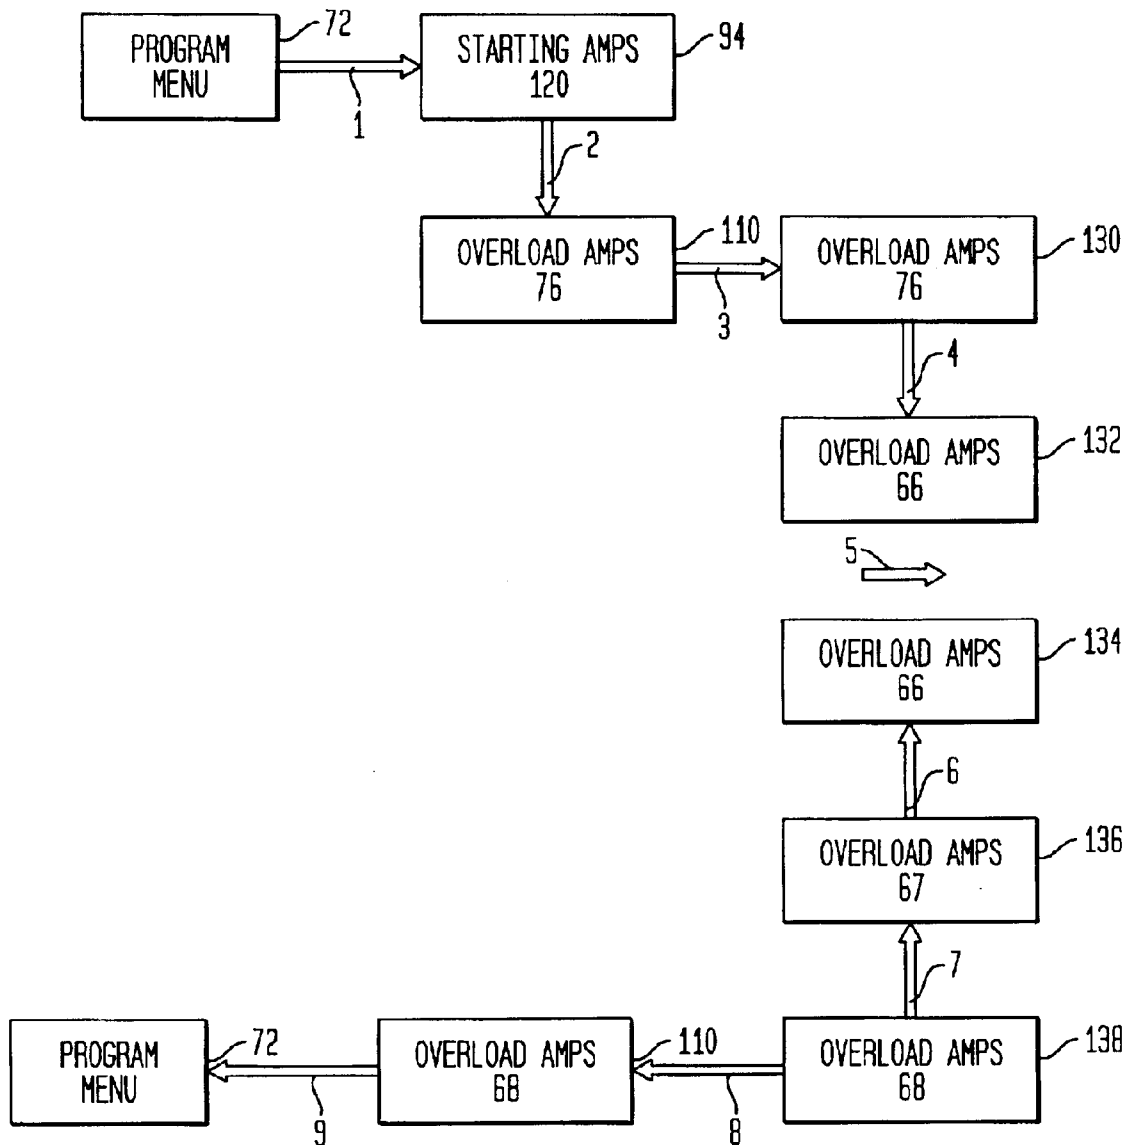 PROGRAM
MENU
72
1
STARTING AMPS
120
94
2
OVERLOAD AMPS
76
110
3
OVERLOAD AMPS
76
130
4
OVERLOAD AMPS
66
132
5
OVERLOAD AMPS
66
134
6
OVERLOAD AMPS
67
136
7
PROGRAM
MENU
72
9
OVERLOAD AMPS
68
110
8
OVERLOAD AMPS
68
138